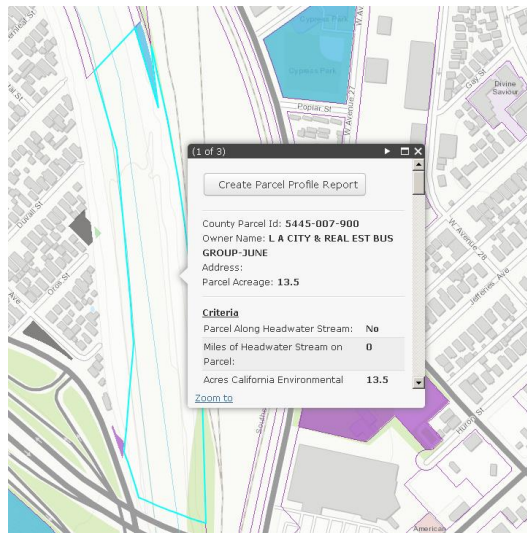 Cypress Park
Cypress Park
Poplar St
W Avenue 27
Gay St
Divine
Saviour
(1 of 3)
Create Parcel Profile Report
County Parcel Id: 5445-007-900
Owner Name: L A CITY & REAL EST BUS
GROUP-JUNE
Address:
Parcel Acreage: 13.5
Criteria
Parcel Along Headwater Stream: No
Miles of Headwater Stream on 0
Parcel:
Acres California Environmental 13.5
Zoom to
Duvall St
Oros St
Ave
W Avenue 26
Jeffries Ave
Huron St
American